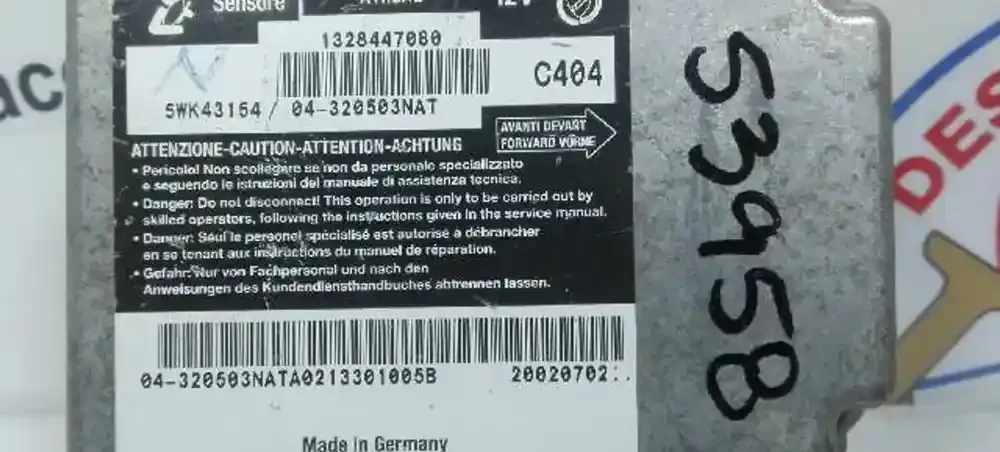 Sensore
12V
1328447080
C404
5WK43154 / 04-320503NAT
AVANTI DEVANT
FORWARD VORNE
ATTENZIONE-CAUTION-ATTENTION-ACHTUNG
• Pericolo! Non scollegare se non da personale specializzato
e seguendo le istruzioni del manuale di assistenza tecnica.
• Danger: Do not disconnect! This operation is only to be carried out by
skilled operators, following the instructions given in the service manual.
• Danger: Seul le personel spécialisé est autorisé a débrancher
en se tenant aux instructions du manuel de réparation.
• Gefahr: Nur von Fachpersonal und nach den
Anweisungen des Kundendiensthandbuches abtrennen lassen.
04-320503NATA0213301005B
20020702:.
Made in Germany
53958
DES